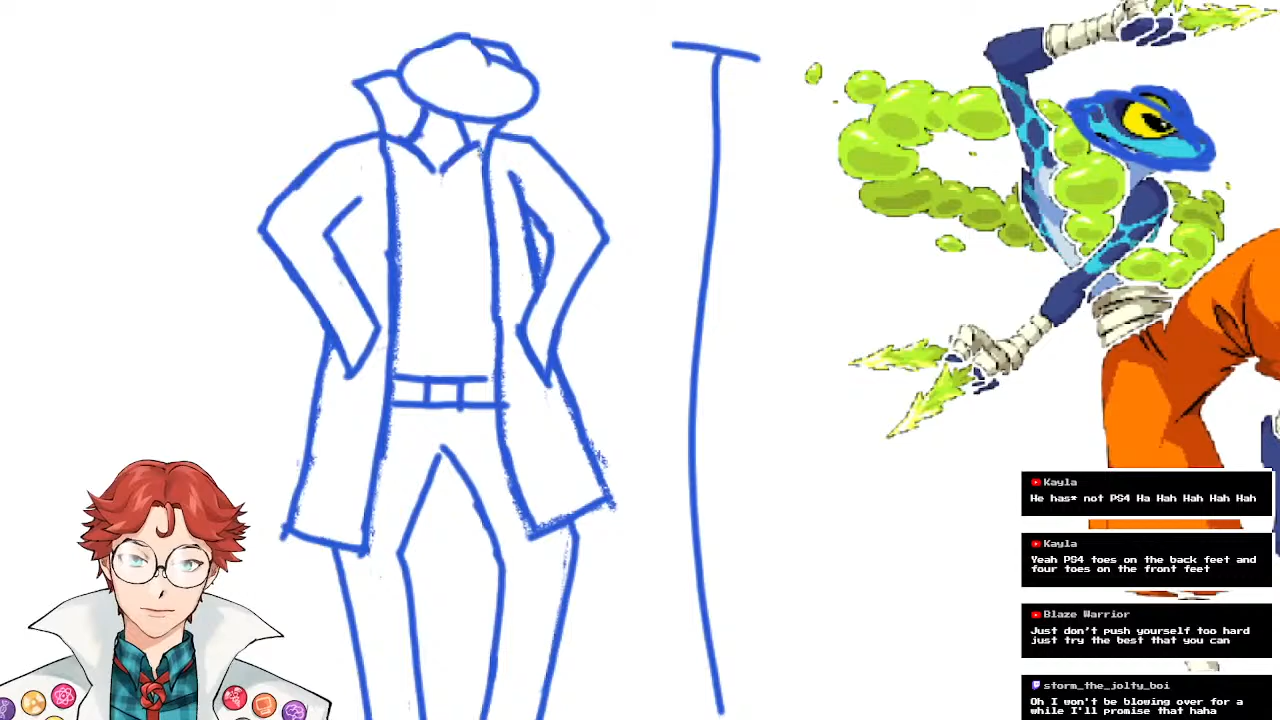 Kayla
He has* not PS4 Ha Hah Hah Hah Hah
Kayla
Yeah PS4 toes on the back feet and
four toes on the front feet
Blaze Warrior
Just don't push yourself too hard
just try the best that you can
storm_the_jolty_boi
Oh I won't be blowing over for a
while I'll promise that haha